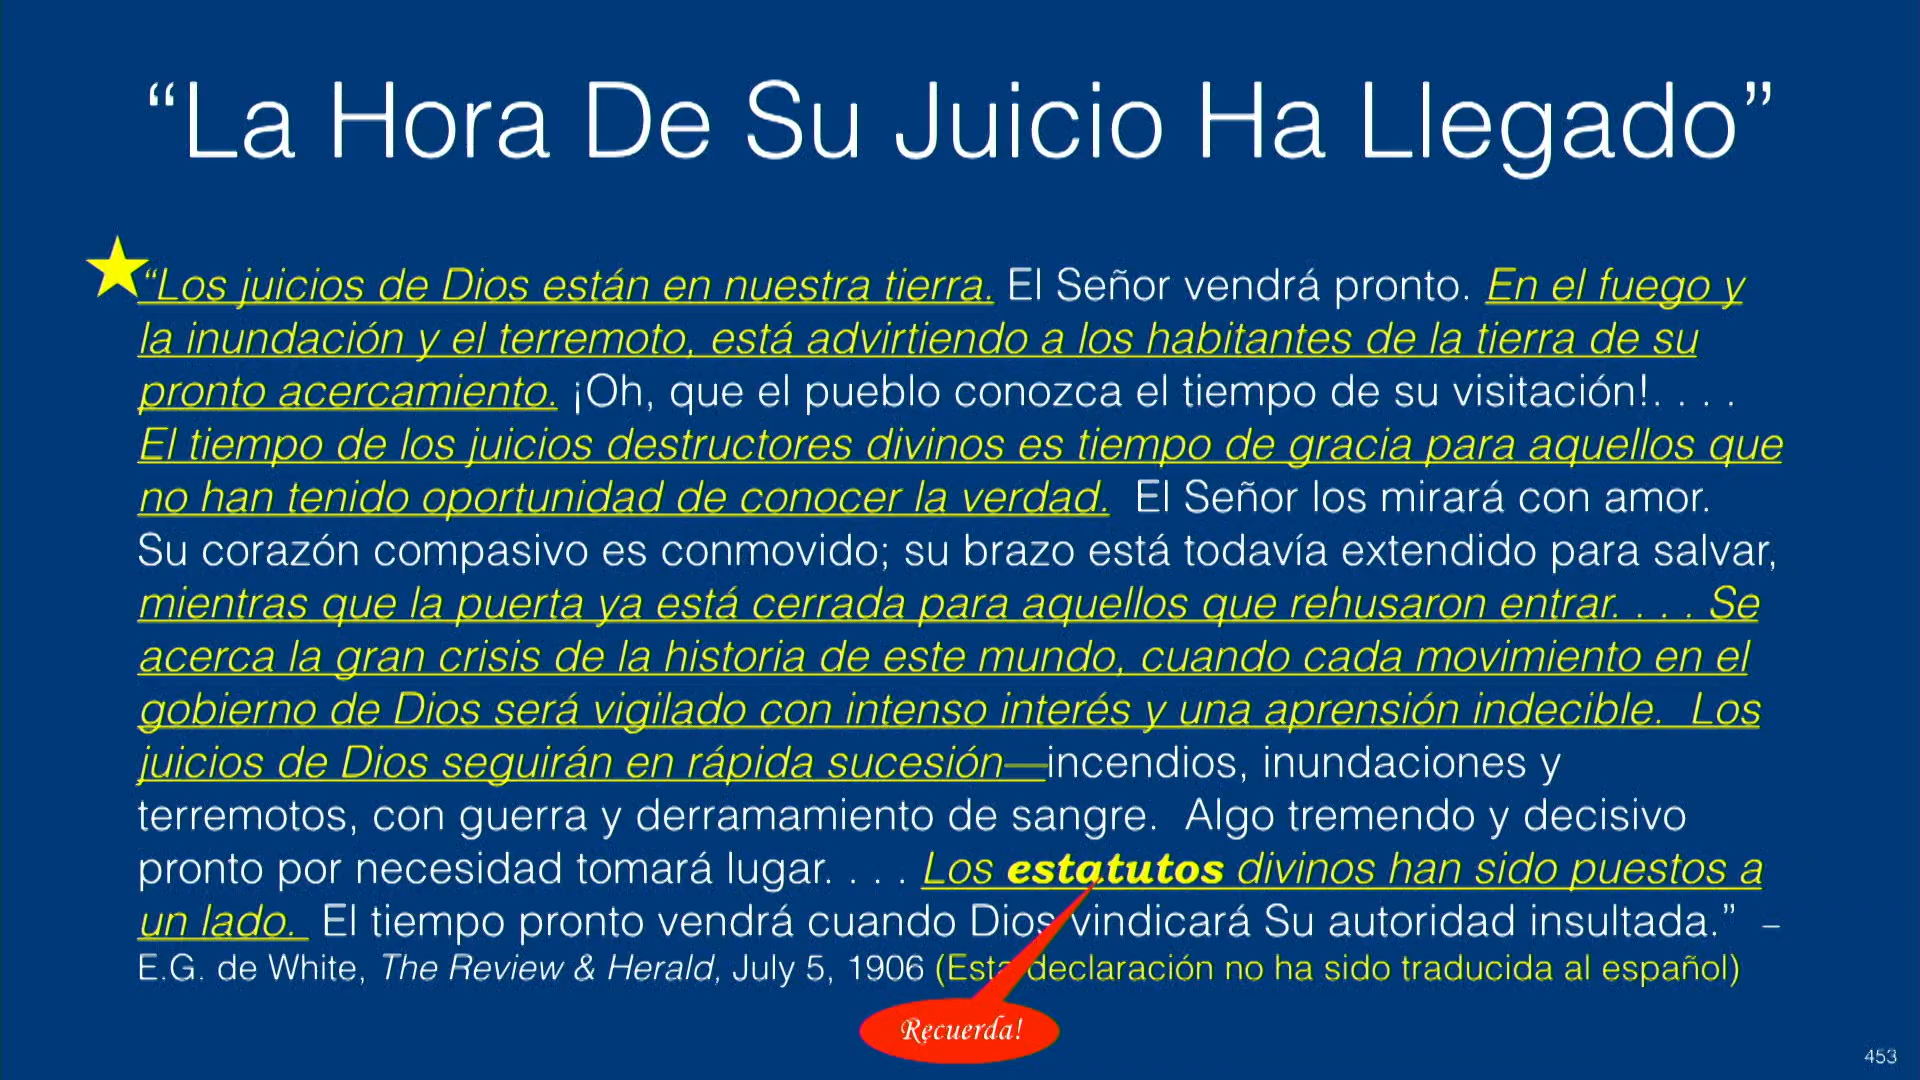 “La Hora De Su Juicio Ha Llegado”
“Los juicios de Dios están en nuestra tierra. El Señor vendrá pronto. En el fuego y
la inundación y el terremoto, está advirtiendo a los habitantes de la tierra de su
pronto acercamiento. ¡Oh, que el pueblo conozca el tiempo de su visitación!. . . .
El tiempo de los juicios destructores divinos es tiempo de gracia para aquellos que
no han tenido oportunidad de conocer la verdad. El Señor los mirará con amor.
Su corazón compasivo es conmovido; su brazo está todavía extendido para salvar,
mientras que la puerta ya está cerrada para aquellos que rehusaron entrar. . . . Se
acerca la gran crisis de la historia de este mundo, cuando cada movimiento en el
gobierno de Dios será vigilado con intenso interés y una aprensión indecible. Los
juicios de Dios seguirán en rápida sucesión—incendios, inundaciones y
terremotos, con guerra y derramamiento de sangre. Algo tremendo y decisivo
pronto por necesidad tomará lugar. . . . Los estatutos divinos han sido puestos a
un lado. El tiempo pronto vendrá cuando Dios vindicará Su autoridad insultada.” –
E.G. de White, The Review & Herald, July 5, 1906 (Esta declaración no ha sido traducida al español)
Recuerda!
453